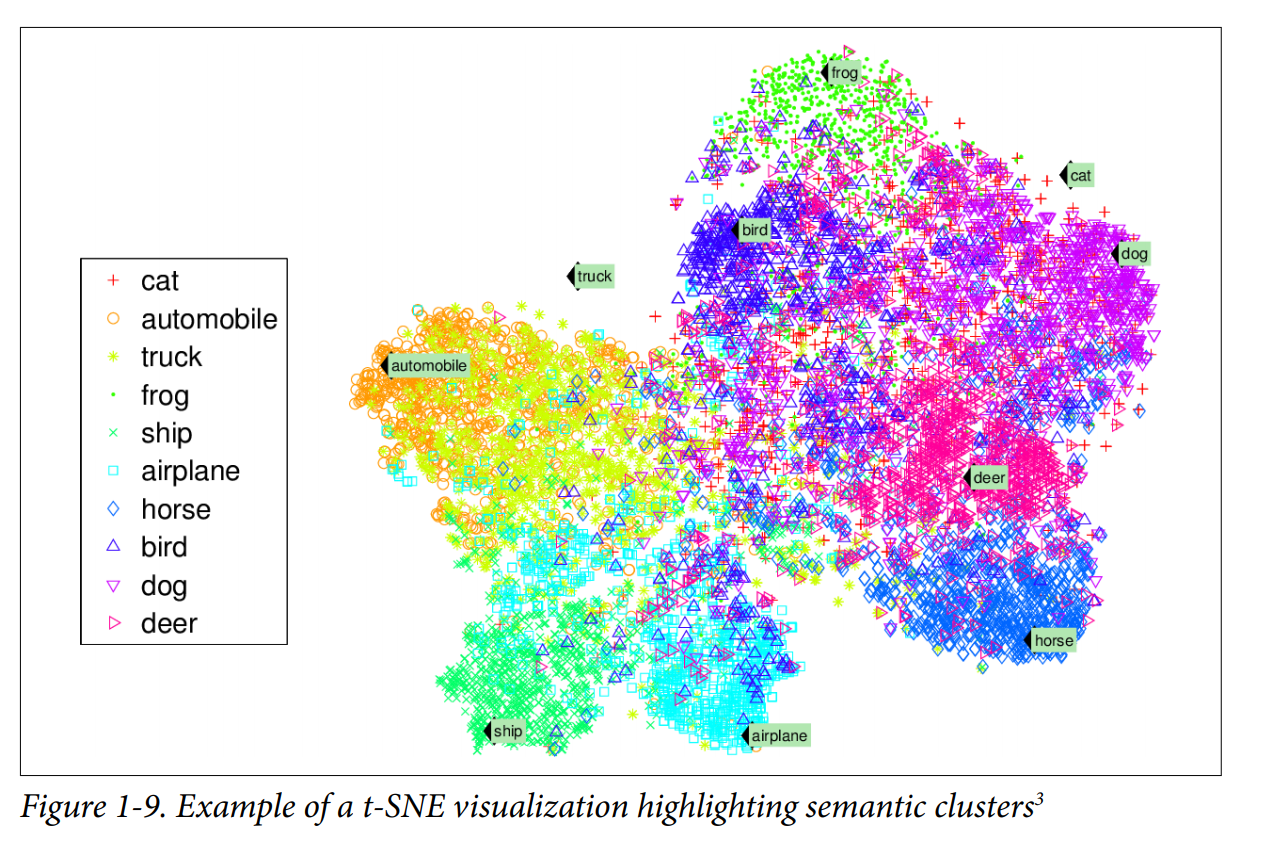 frog
cat
bird
dog
truck
automobile
deer
horse
ship
airplane
cat
automobile
truck
frog
ship
airplane
horse
bird
dog
deer
Figure 1-9. Example of a t-SNE visualization highlighting semantic clusters³